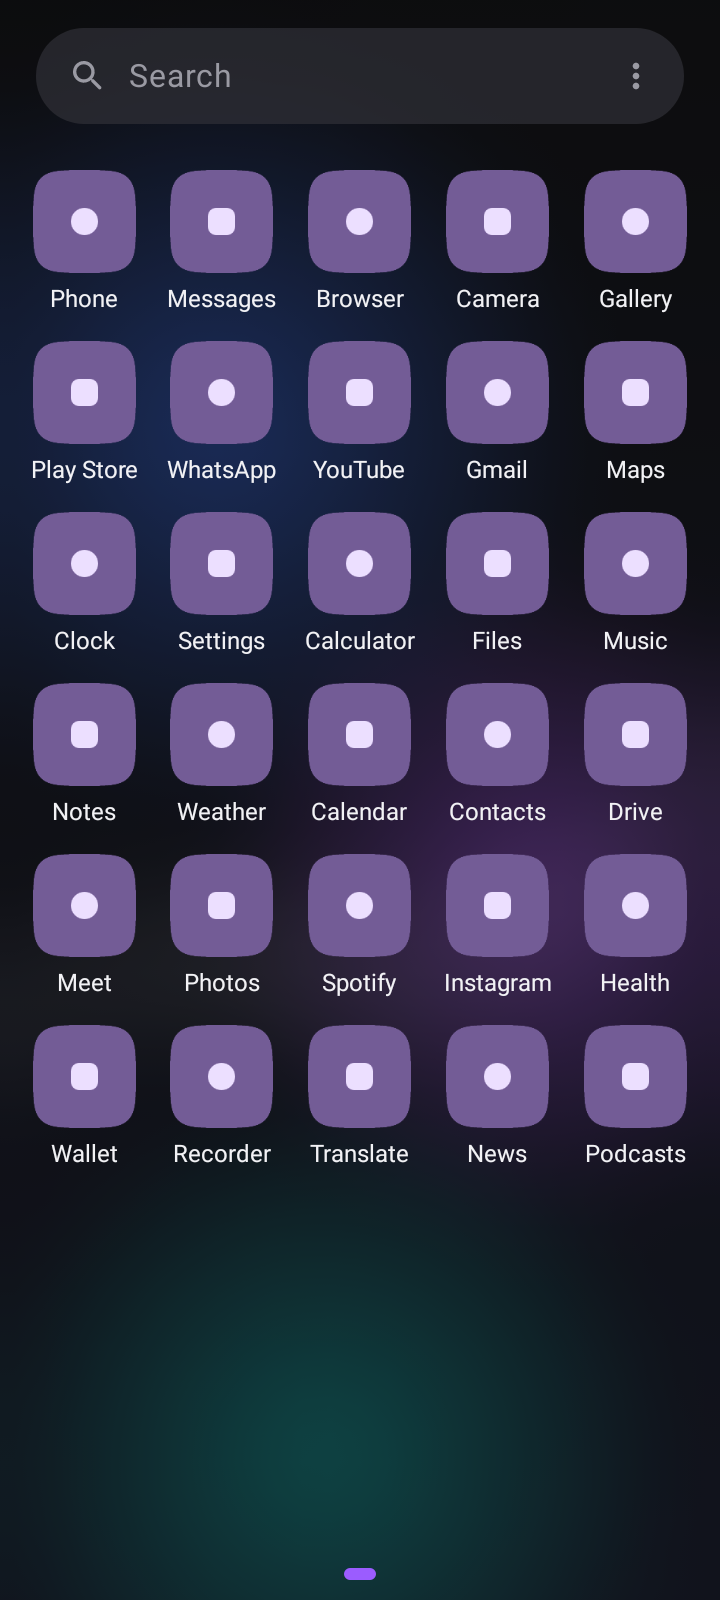 Search
Phone Messages Browser Camera Gallery
Play Store WhatsApp YouTube Gmail Maps
Clock Settings Calculator Files Music
Notes Weather Calendar Contacts Drive
Meet Photos Spotify Instagram Health
Wallet Recorder Translate News Podcasts